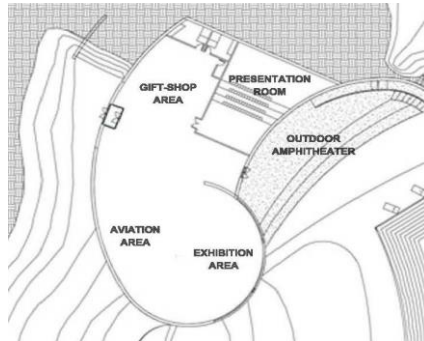 GIFT-SHOP
AREA
PRESENTATION
ROOM
OUTDOOR
AMPHITHEATER
AVIATION
AREA
EXHIBITION
AREA